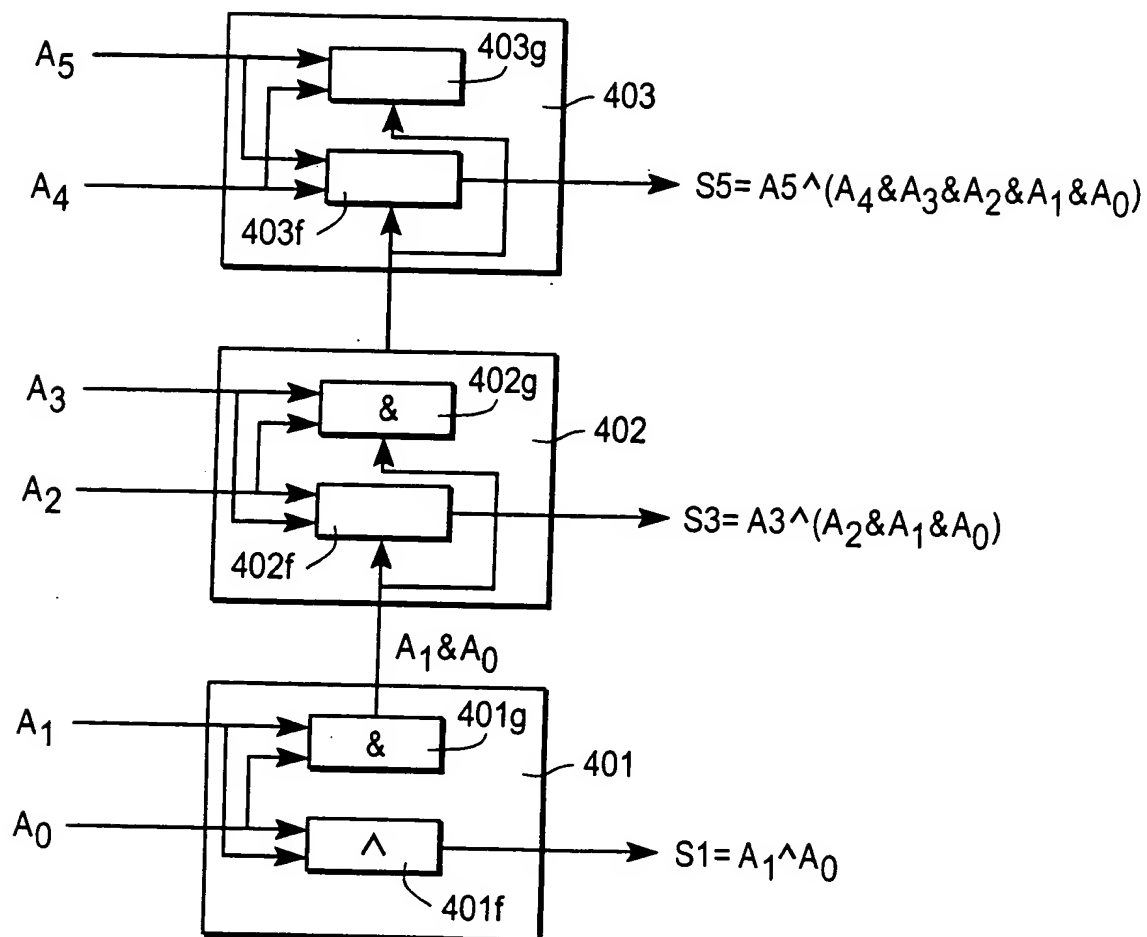 A5
403g
403
A4
S5= A5^(A4&A3&A2&A1&A0)
403f
A3
402g
&
402
A2
S3= A3^(A2&A1&A0)
402f
A1&A0
A1
401g
&
401
A0
^
S1= A1^A0
401f